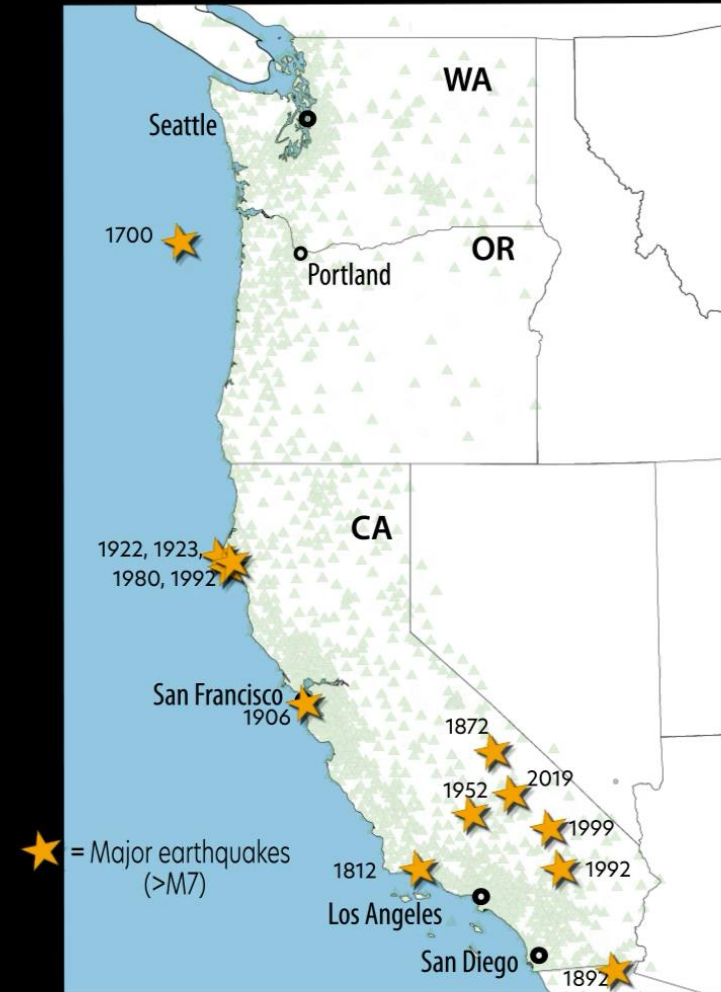 WA
Seattle
1700
OR
Portland
CA
1922, 1923,
1980, 1992
San Francisco
1906
1872
2019
1952
1999
= Major earthquakes
(>M7)
1812
1992
Los Angeles
San Diego
1892